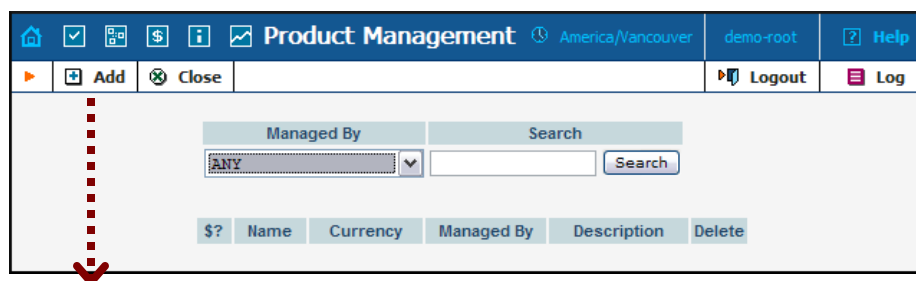 Product Management America/Vancouver demo-root ? Help
Add Close Logout Log
Managed By Search
ANY Search
$? Name Currency Managed By Description Delete